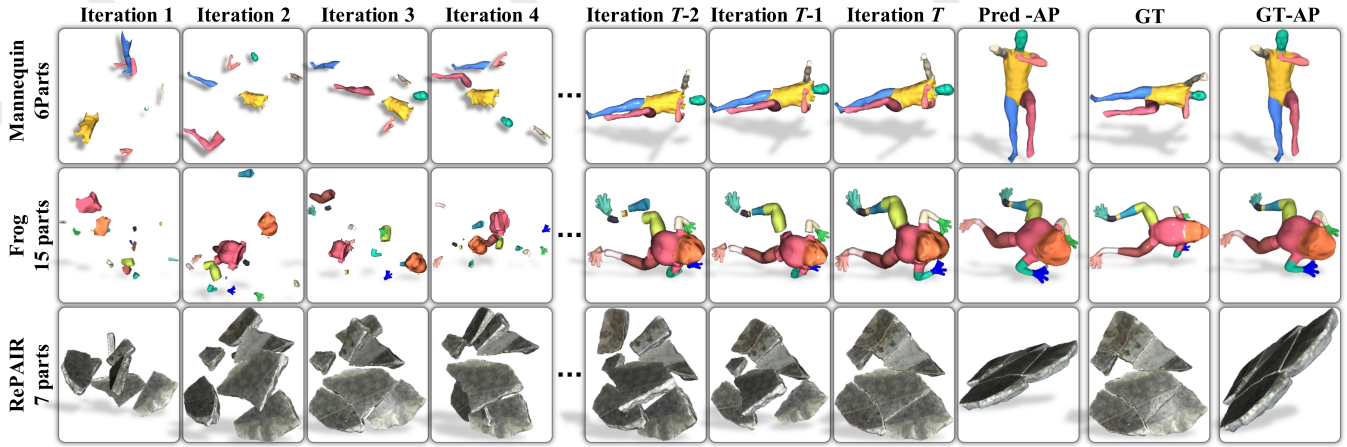 Iteration 1 Iteration 2 Iteration 3 Iteration 4 Iteration T-2 Iteration T-1 Iteration T Pred -AP GT GT-AP
Mannequin
6Parts
...
Frog
15 parts
...
RePAIR
7 parts
...